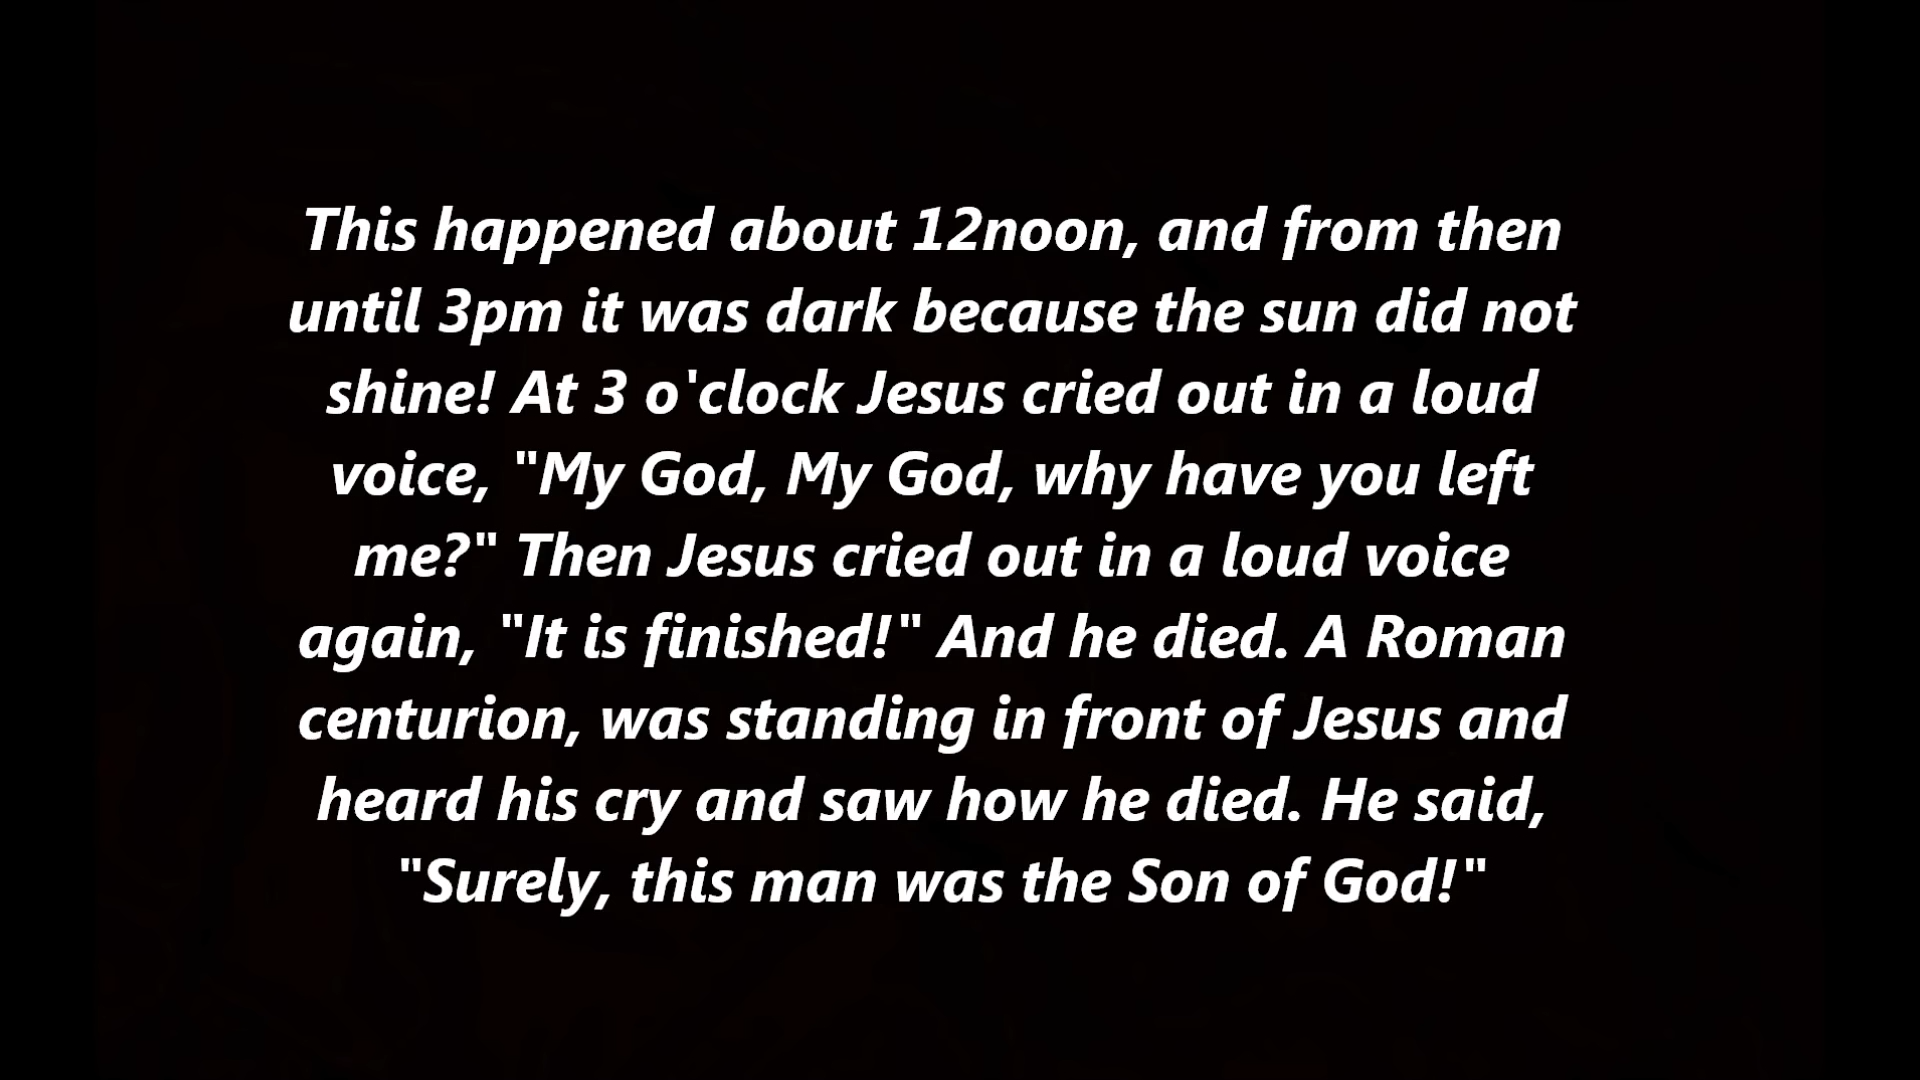 This happened about 12noon, and from then
until 3pm it was dark because the sun did not
shine! At 3 o'clock Jesus cried out in a loud
voice, "My God, My God, why have you left
me?" Then Jesus cried out in a loud voice
again, "It is finished!" And he died. A Roman
centurion, was standing in front of Jesus and
heard his cry and saw how he died. He said,
"Surely, this man was the Son of God!"